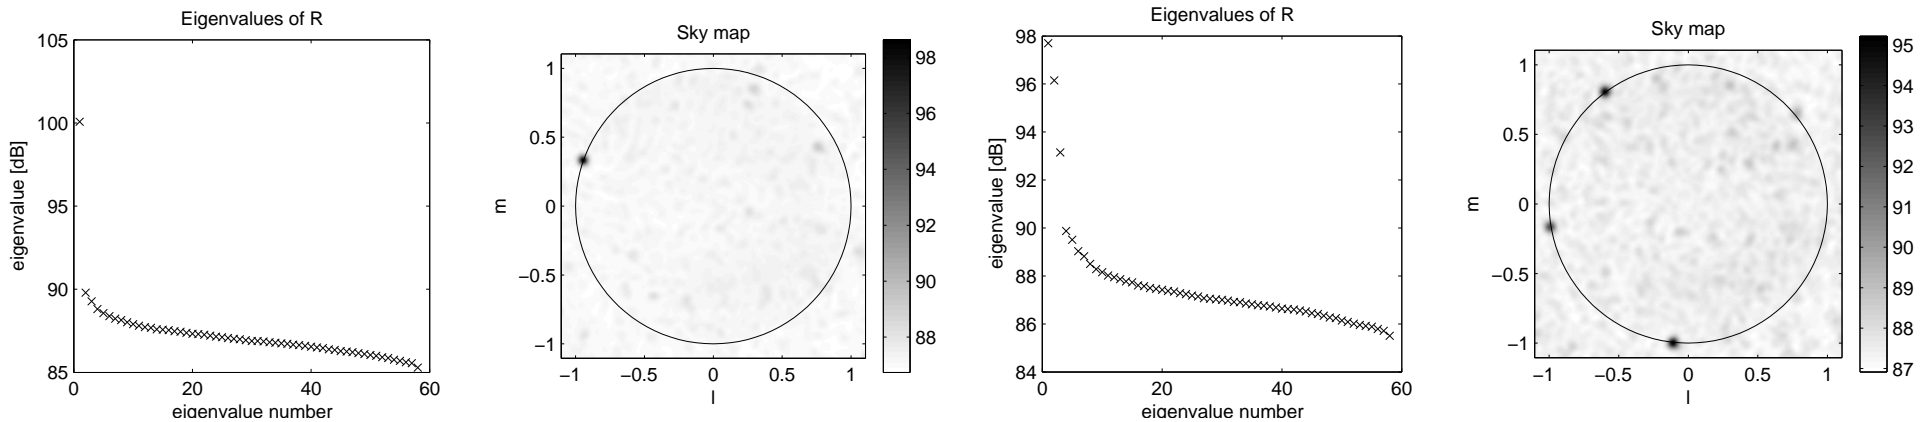 Eigenvalues of R
105
100
95
90
85
eigenvalue [dB]
0 20 40 60
eigenvalue number
Sky map
1
0.5
0
−0.5
−1
m
−1 −0.5 0 0.5 1
l
98
96
94
92
90
88
Eigenvalues of R
98
96
94
92
90
88
86
84
eigenvalue [dB]
0 20 40 60
eigenvalue number
Sky map
1
0.5
0
−0.5
−1
m
−1 −0.5 0 0.5 1
l
95
94
93
92
91
90
89
88
87